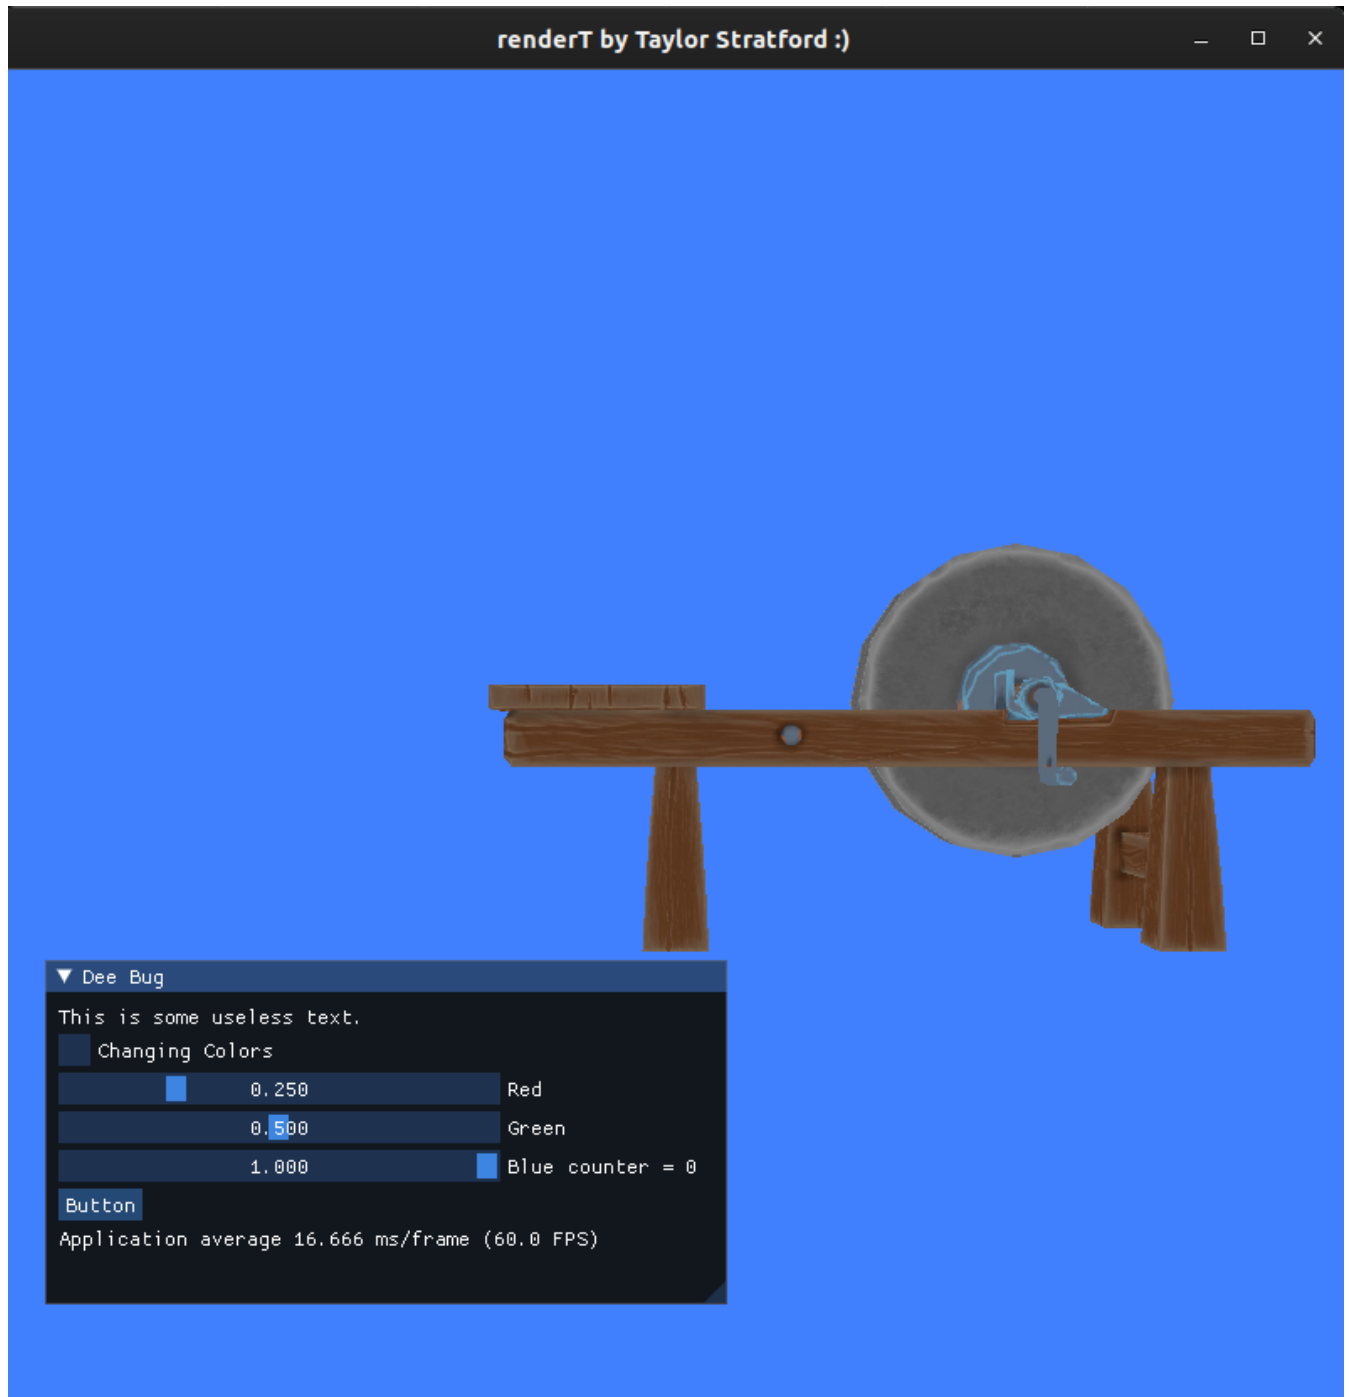 renderT by Taylor Stratford :)
Dee Bug
This is some useless text.
Changing Colors
0.250 Red
0.500 Green
1.000 Blue counter = 0
Button
Application average 16.666 ms/frame (60.0 FPS)